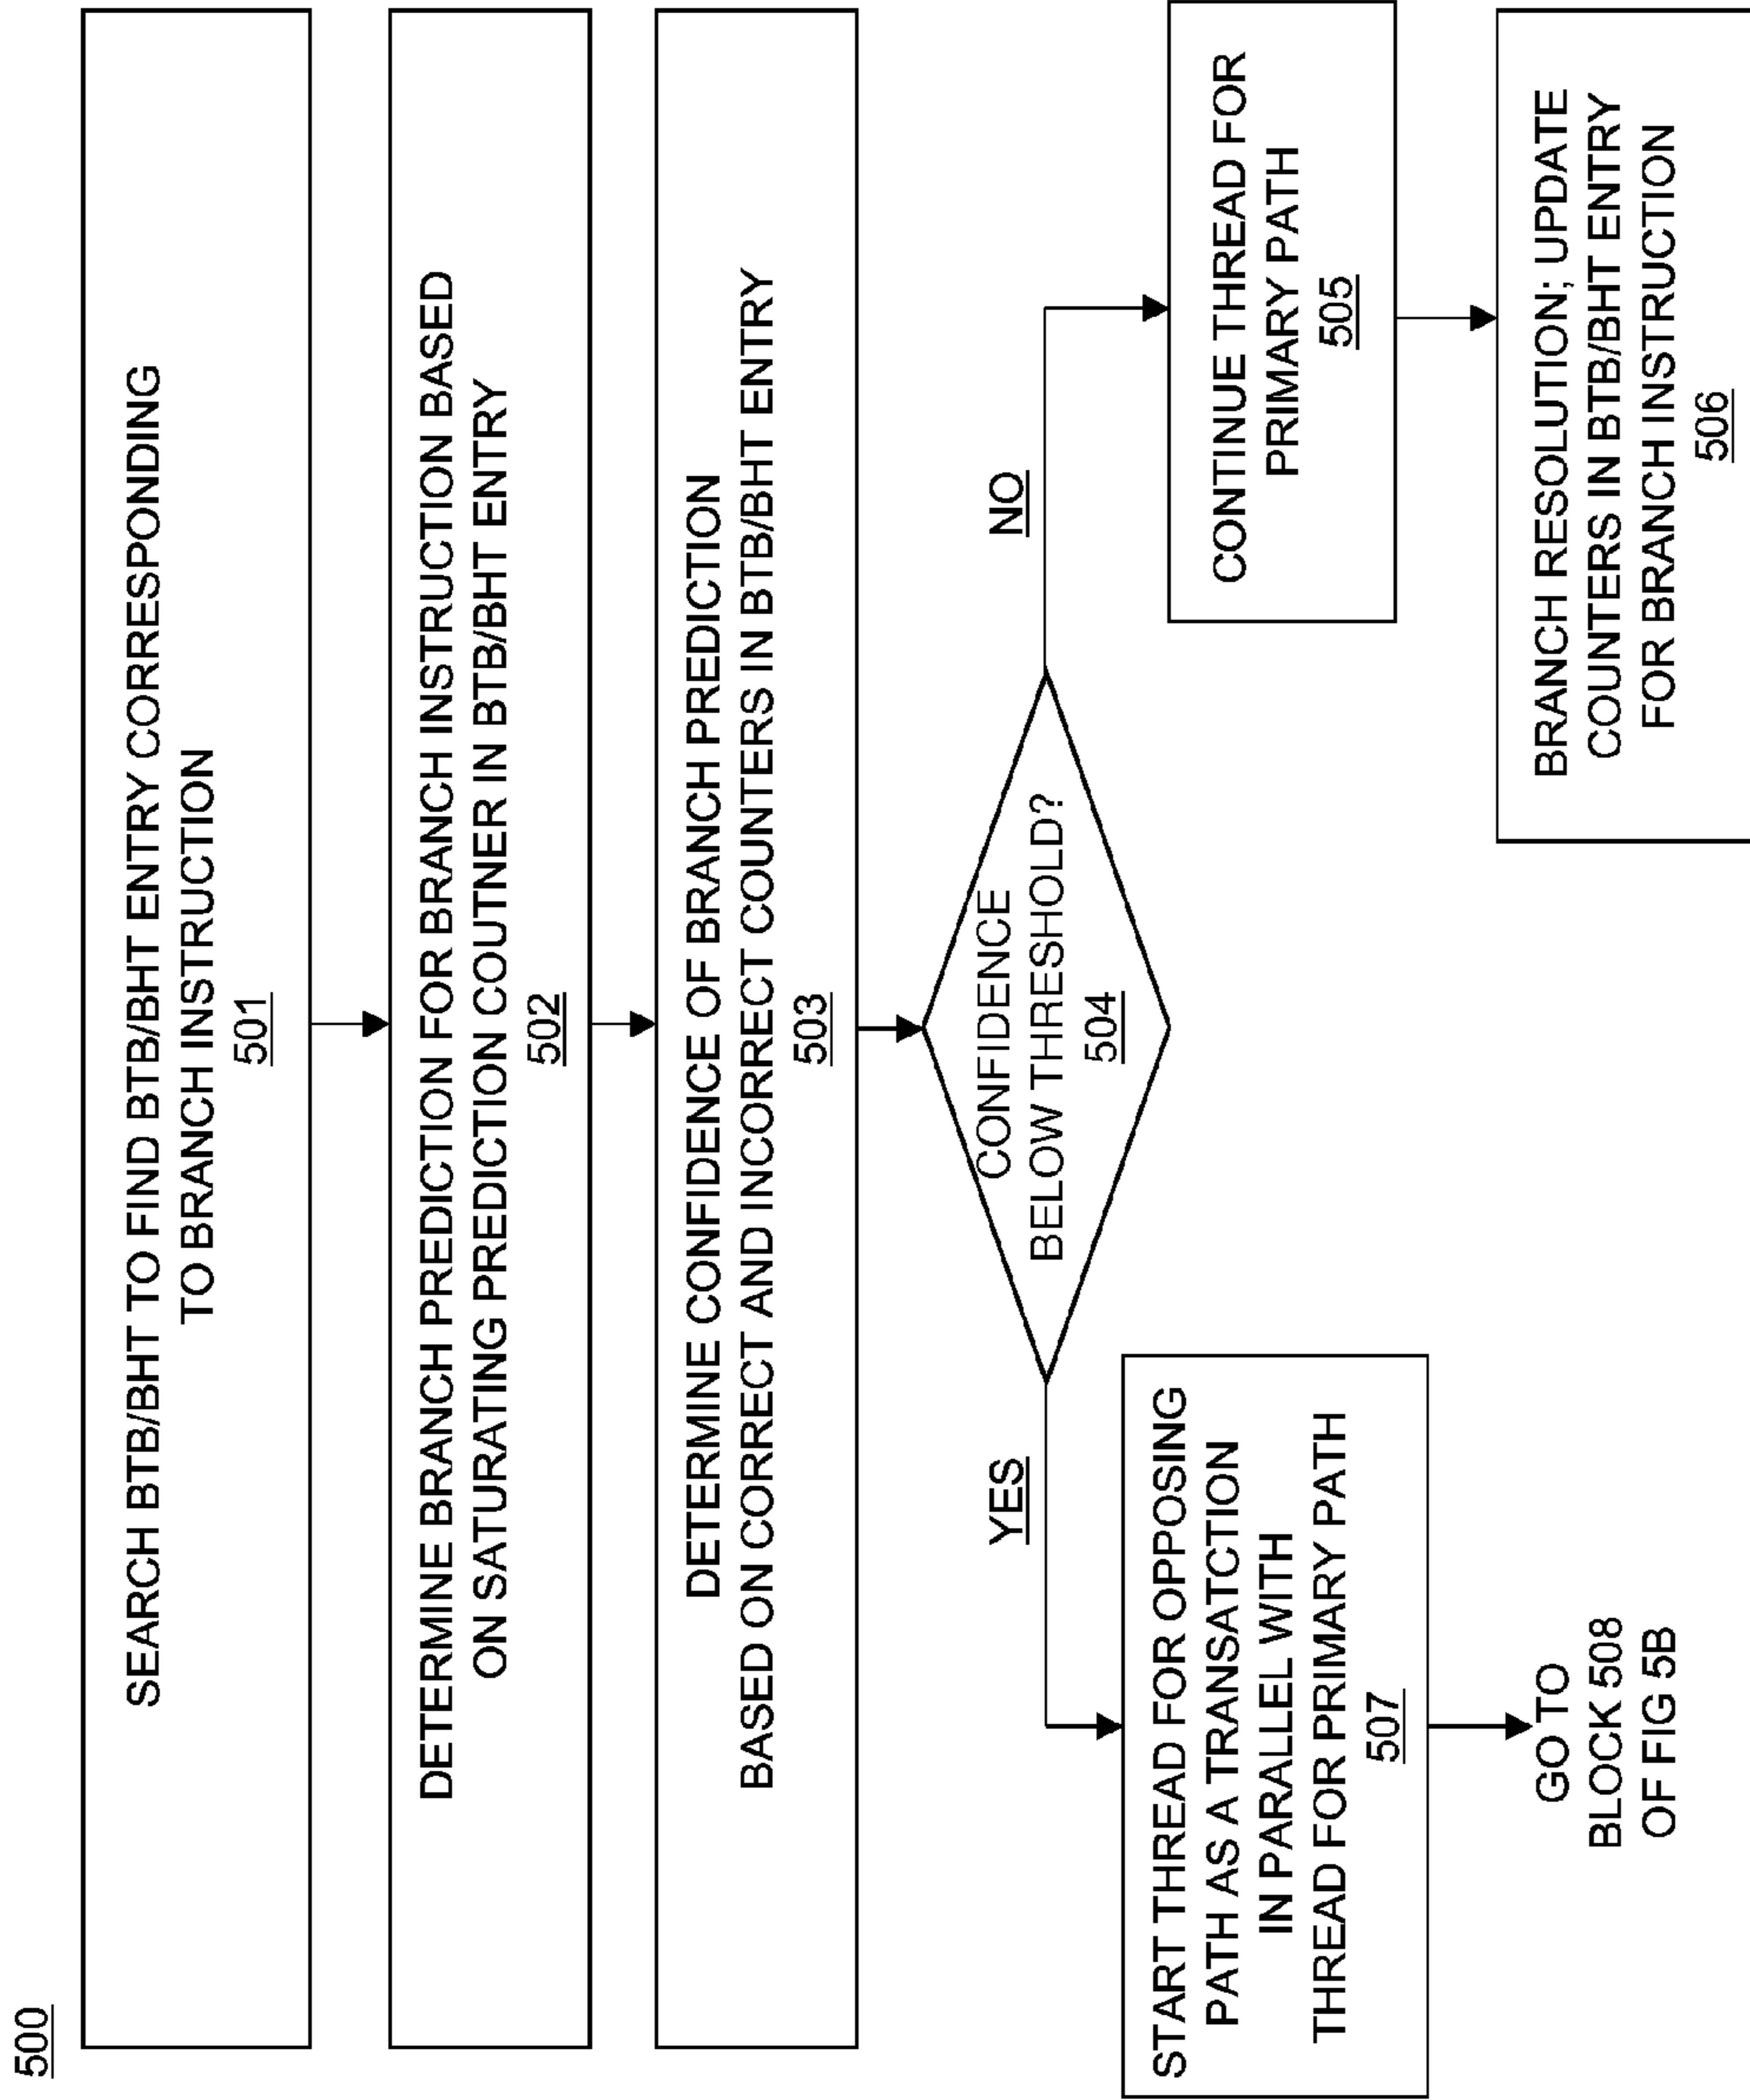 500
SEARCH BTB/BHT TO FIND BTB/BHT ENTRY CORRESPONDING
TO BRANCH INSTRUCTION
501
DETERMINE BRANCH PREDICTION FOR BRANCH INSTRUCTION BASED
ON SATURATING PREDICTION COUTNER IN BTB/BHT ENTRY
502
DETERMINE CONFIDENCE OF BRANCH PREDICTION
BASED ON CORRECT AND INCORRECT COUNTERS IN BTB/BHT ENTRY
503
CONFIDENCE
BELOW THRESHOLD?
504
YES
NO
START THREAD FOR OPPOSING
PATH AS A TRANSATCTION
IN PARALLEL WITH
THREAD FOR PRIMARY PATH
507
GO TO
BLOCK 508
OF FIG 5B
CONTINUE THREAD FOR
PRIMARY PATH
505
BRANCH RESOLUTION; UPDATE
COUNTERS IN BTB/BHT ENTRY
FOR BRANCH INSTRUCTION
506